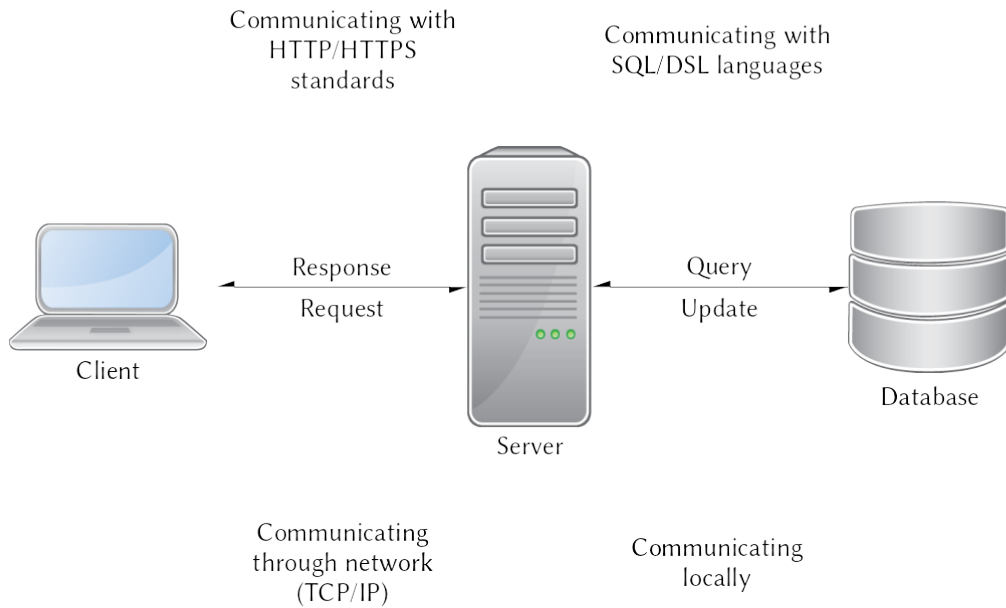 Communicating with
HTTP/HTTPS
standards
Communicating with
SQL/DSL languages
Response
Request
Query
Update
Client
Server
Database
Communicating
through network
(TCP/IP)
Communicating
locally